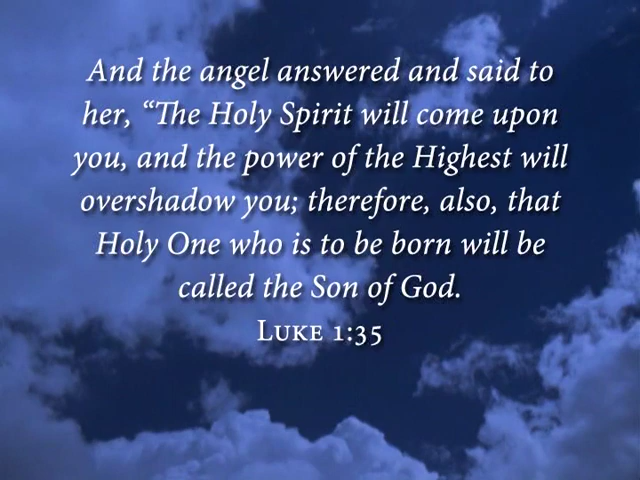 And the angel answered and said to
her, “The Holy Spirit will come upon
you, and the power of the Highest will
overshadow you; therefore, also, that
Holy One who is to be born will be
called the Son of God.
Luke 1:35